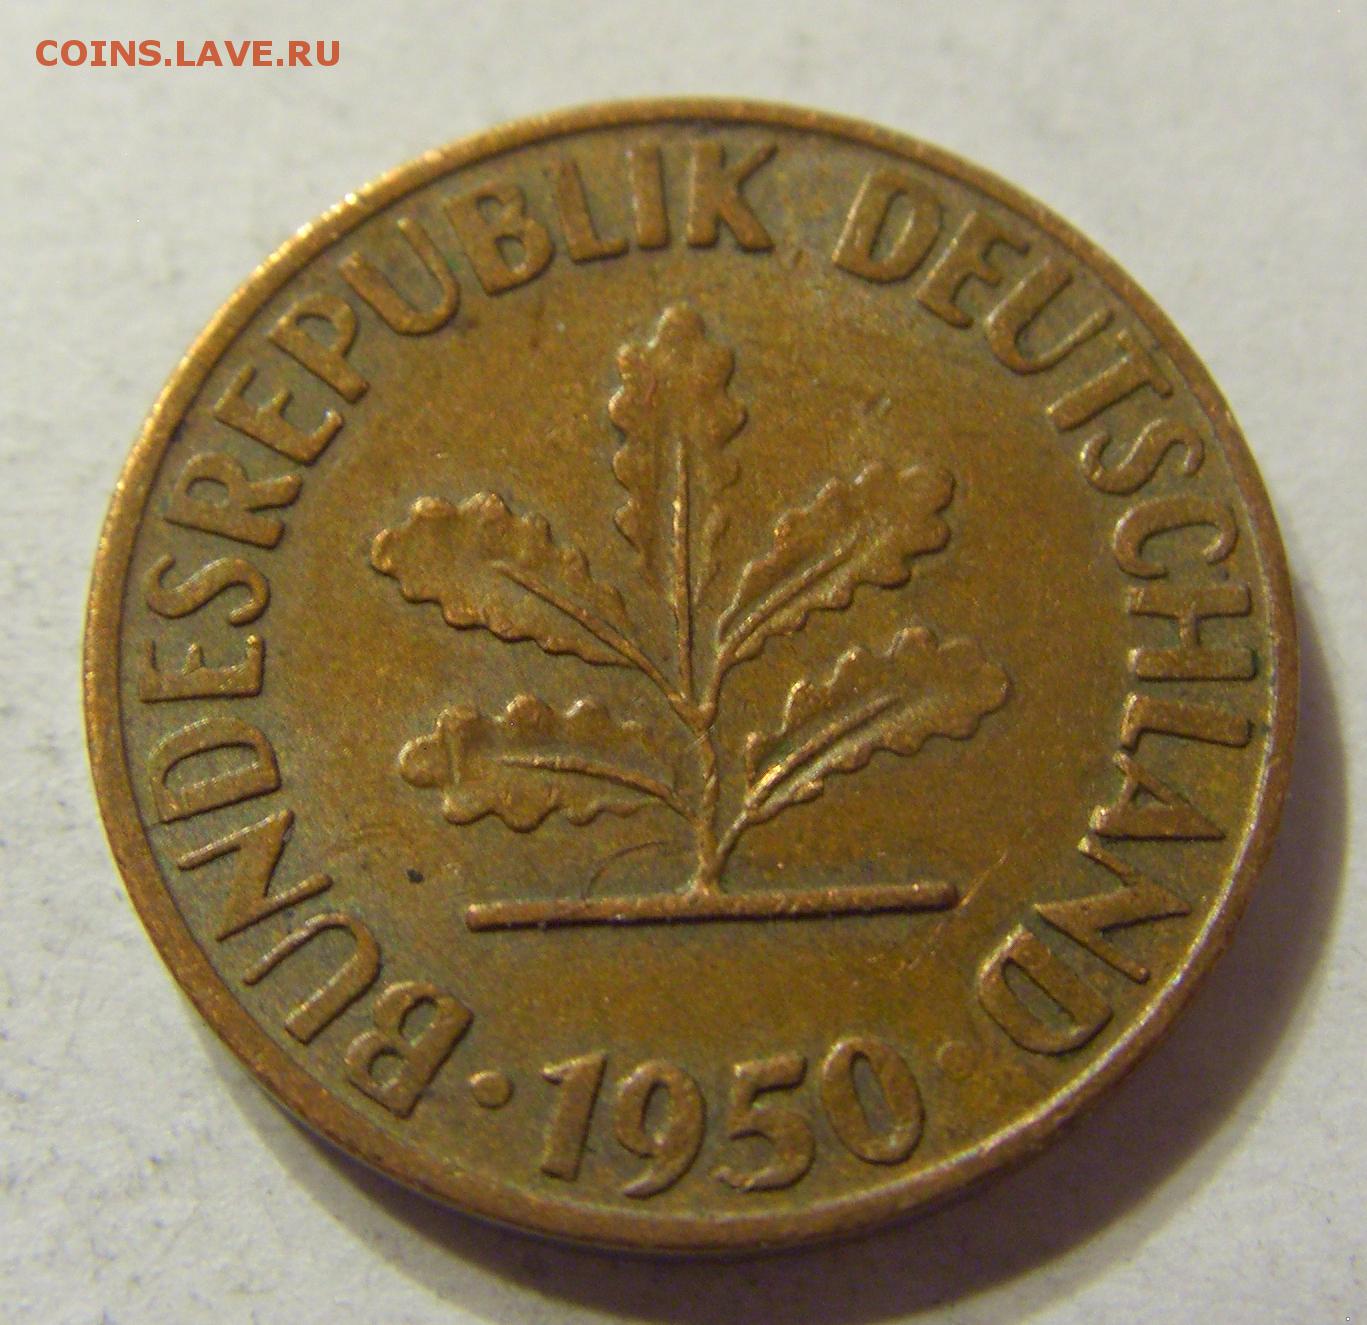 COINS.LAVE.RU
BUNDESREPUBLIK DEUTSCHLAND
· 1950 ·